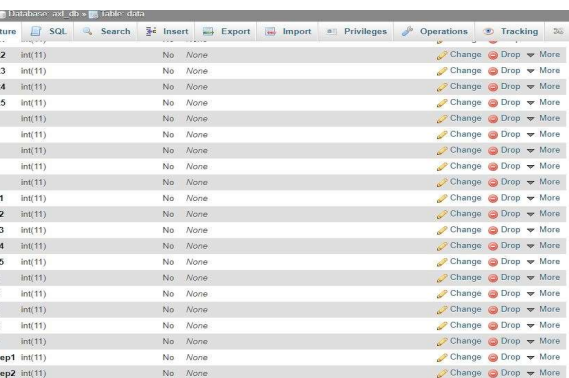 Database: axl_db » Table: data
ture SQL Search Insert Export Import Privileges Operations Tracking
2 int(11) No None Change Drop More
3 int(11) No None Change Drop More
4 int(11) No None Change Drop More
5 int(11) No None Change Drop More
int(11) No None Change Drop More
int(11) No None Change Drop More
int(11) No None Change Drop More
int(11) No None Change Drop More
int(11) No None Change Drop More
1 int(11) No None Change Drop More
2 int(11) No None Change Drop More
3 int(11) No None Change Drop More
4 int(11) No None Change Drop More
5 int(11) No None Change Drop More
int(11) No None Change Drop More
int(11) No None Change Drop More
int(11) No None Change Drop More
int(11) No None Change Drop More
int(11) No None Change Drop More
ep1 int(11) No None Change Drop More
ep2 int(11) No None Change Drop More